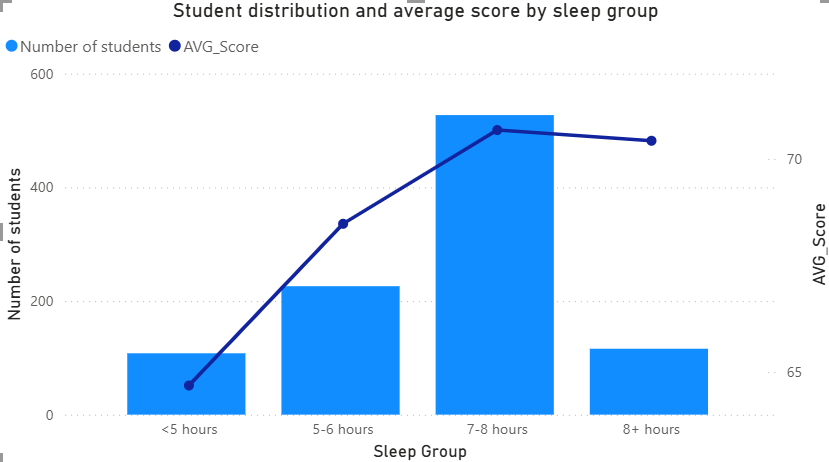 Student distribution and average score by sleep group
Number of students
AVG_Score
600
400
200
0
Number of students
70
65
AVG_Score
<5 hours
5-6 hours
7-8 hours
8+ hours
Sleep Group